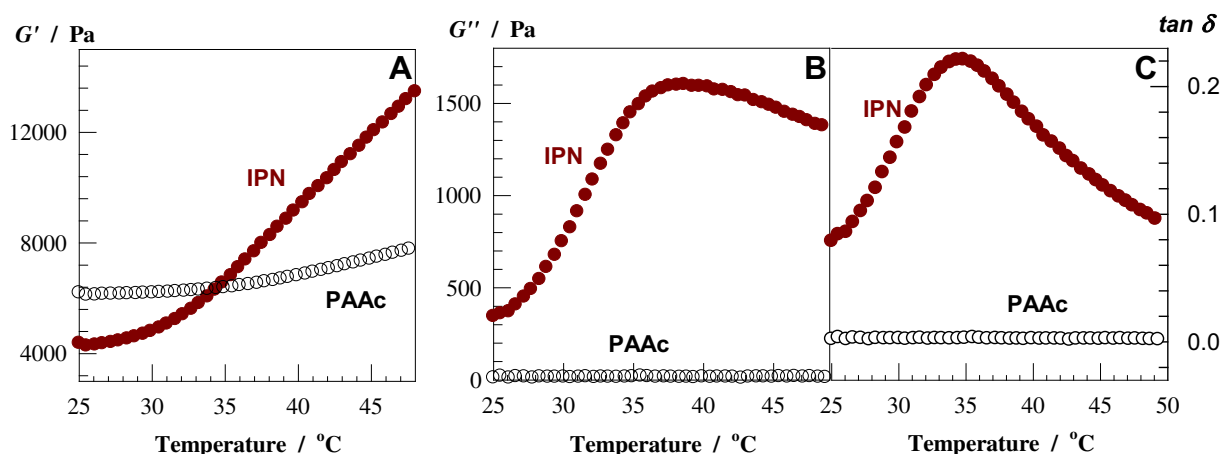 G' / Pa
G'' / Pa
tan δ
A
B
C
12000
8000
4000
IPN
PAAc
25 30 35 40 45
Temperature / °C
1500
1000
500
0
IPN
PAAc
25 30 35 40 45
Temperature / °C
0.2
0.1
0.0
IPN
PAAc
25 30 35 40 45 50
Temperature / °C